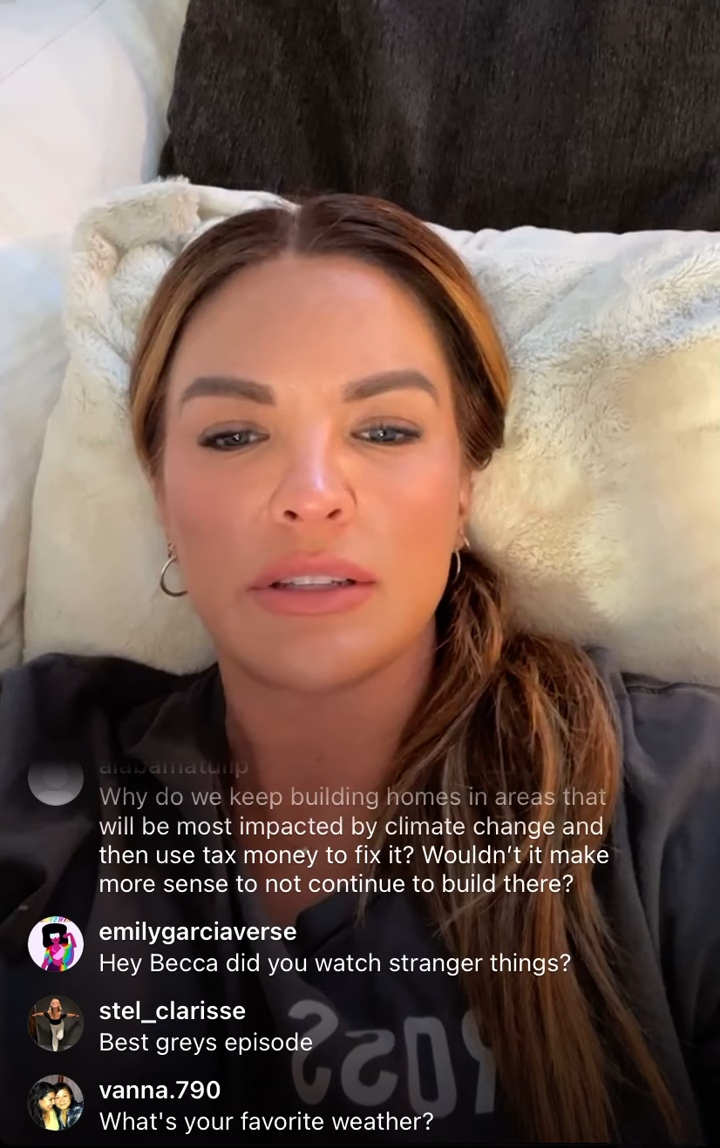 alabamatulip
Why do we keep building homes in areas that
will be most impacted by climate change and
then use tax money to fix it? Wouldn’t it make
more sense to not continue to build there?
emilygarciaverse
Hey Becca did you watch stranger things?
stel_clarisse
Best greys episode
vanna.790
What's your favorite weather?